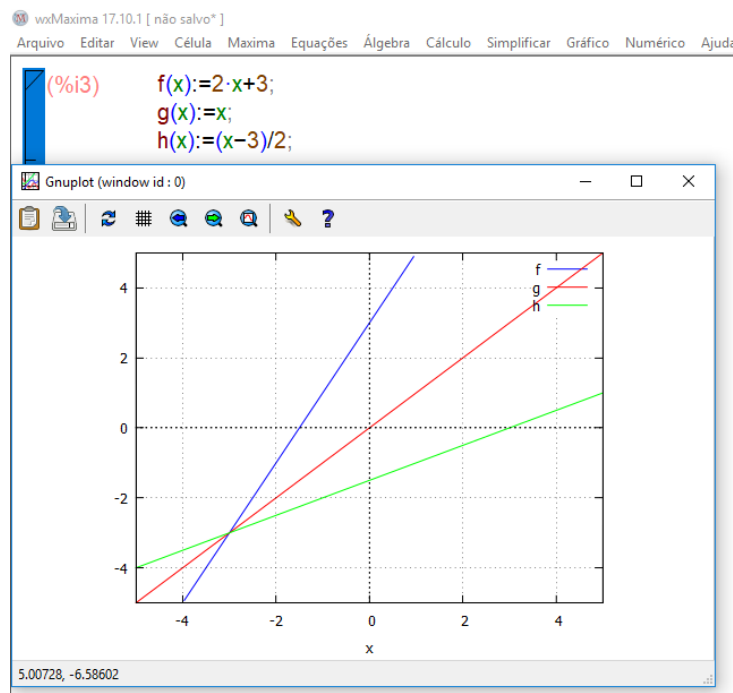 wxMaxima 17.10.1 [ não salvo* ]
Arquivo Editar View Célula Maxima Equações Álgebra Cálculo Simplificar Gráfico Numérico Ajuda
(%i3) f(x):=2·x+3;
g(x):=x;
h(x):=(x−3)/2;
Gnuplot (window id : 0)
f
4
g
h
2
0
-2
-4
-4 -2 0 2 4
x
5.00728, -6.58602